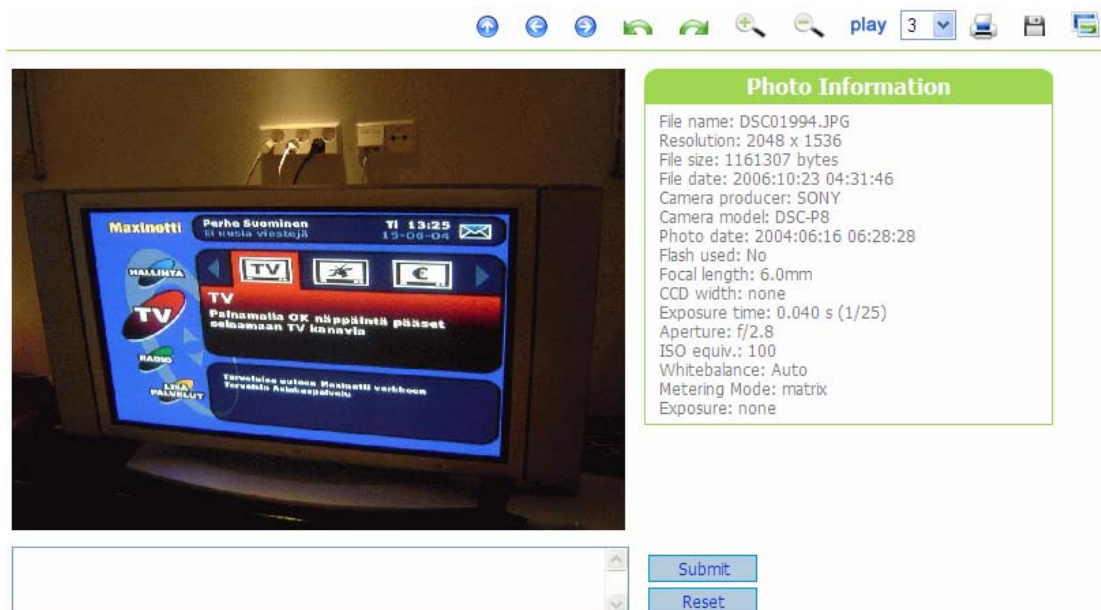 play 3
Photo Information
File name: DSC01994.JPG
Resolution: 2048 x 1536
File size: 1161307 bytes
File date: 2006:10:23 04:31:46
Camera producer: SONY
Camera model: DSC-P8
Photo date: 2004:06:16 06:28:28
Flash used: No
Focal length: 6.0mm
CCD width: none
Exposure time: 0.040 s (1/25)
Aperture: f/2.8
ISO equiv.: 100
Whitebalance: Auto
Metering Mode: matrix
Exposure: none
Maxinetti
Perhe Suominen
Ti 13:25
Ei uusia viestejä
15-06-04
HALLINTA
TV
€
TV
TV
Painamalla OK näppäintä pääset
selaamaan TV kanavia
RADIO
LISÄ
PALVELUT
Tervetuloa uuteen Maxinetti verkkoon
Terveisin Asiakaspalvelu
Submit
Reset